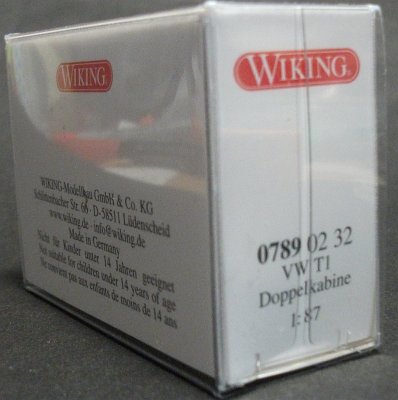 WIKING
WIKING-Modellbau GmbH & Co. KG
Schlittenbacher Str. 60 · D-58511 Lüdenscheid
www.wiking.de · info@wiking.de
Made in Germany
Nicht für Kinder unter 14 Jahren geeignet
Not suitable for children under 14 years of age
Ne convient pas aux enfants de moins de 14 ans
WIKING®
0789 02 32
VW T1
Doppelkabine
1:87